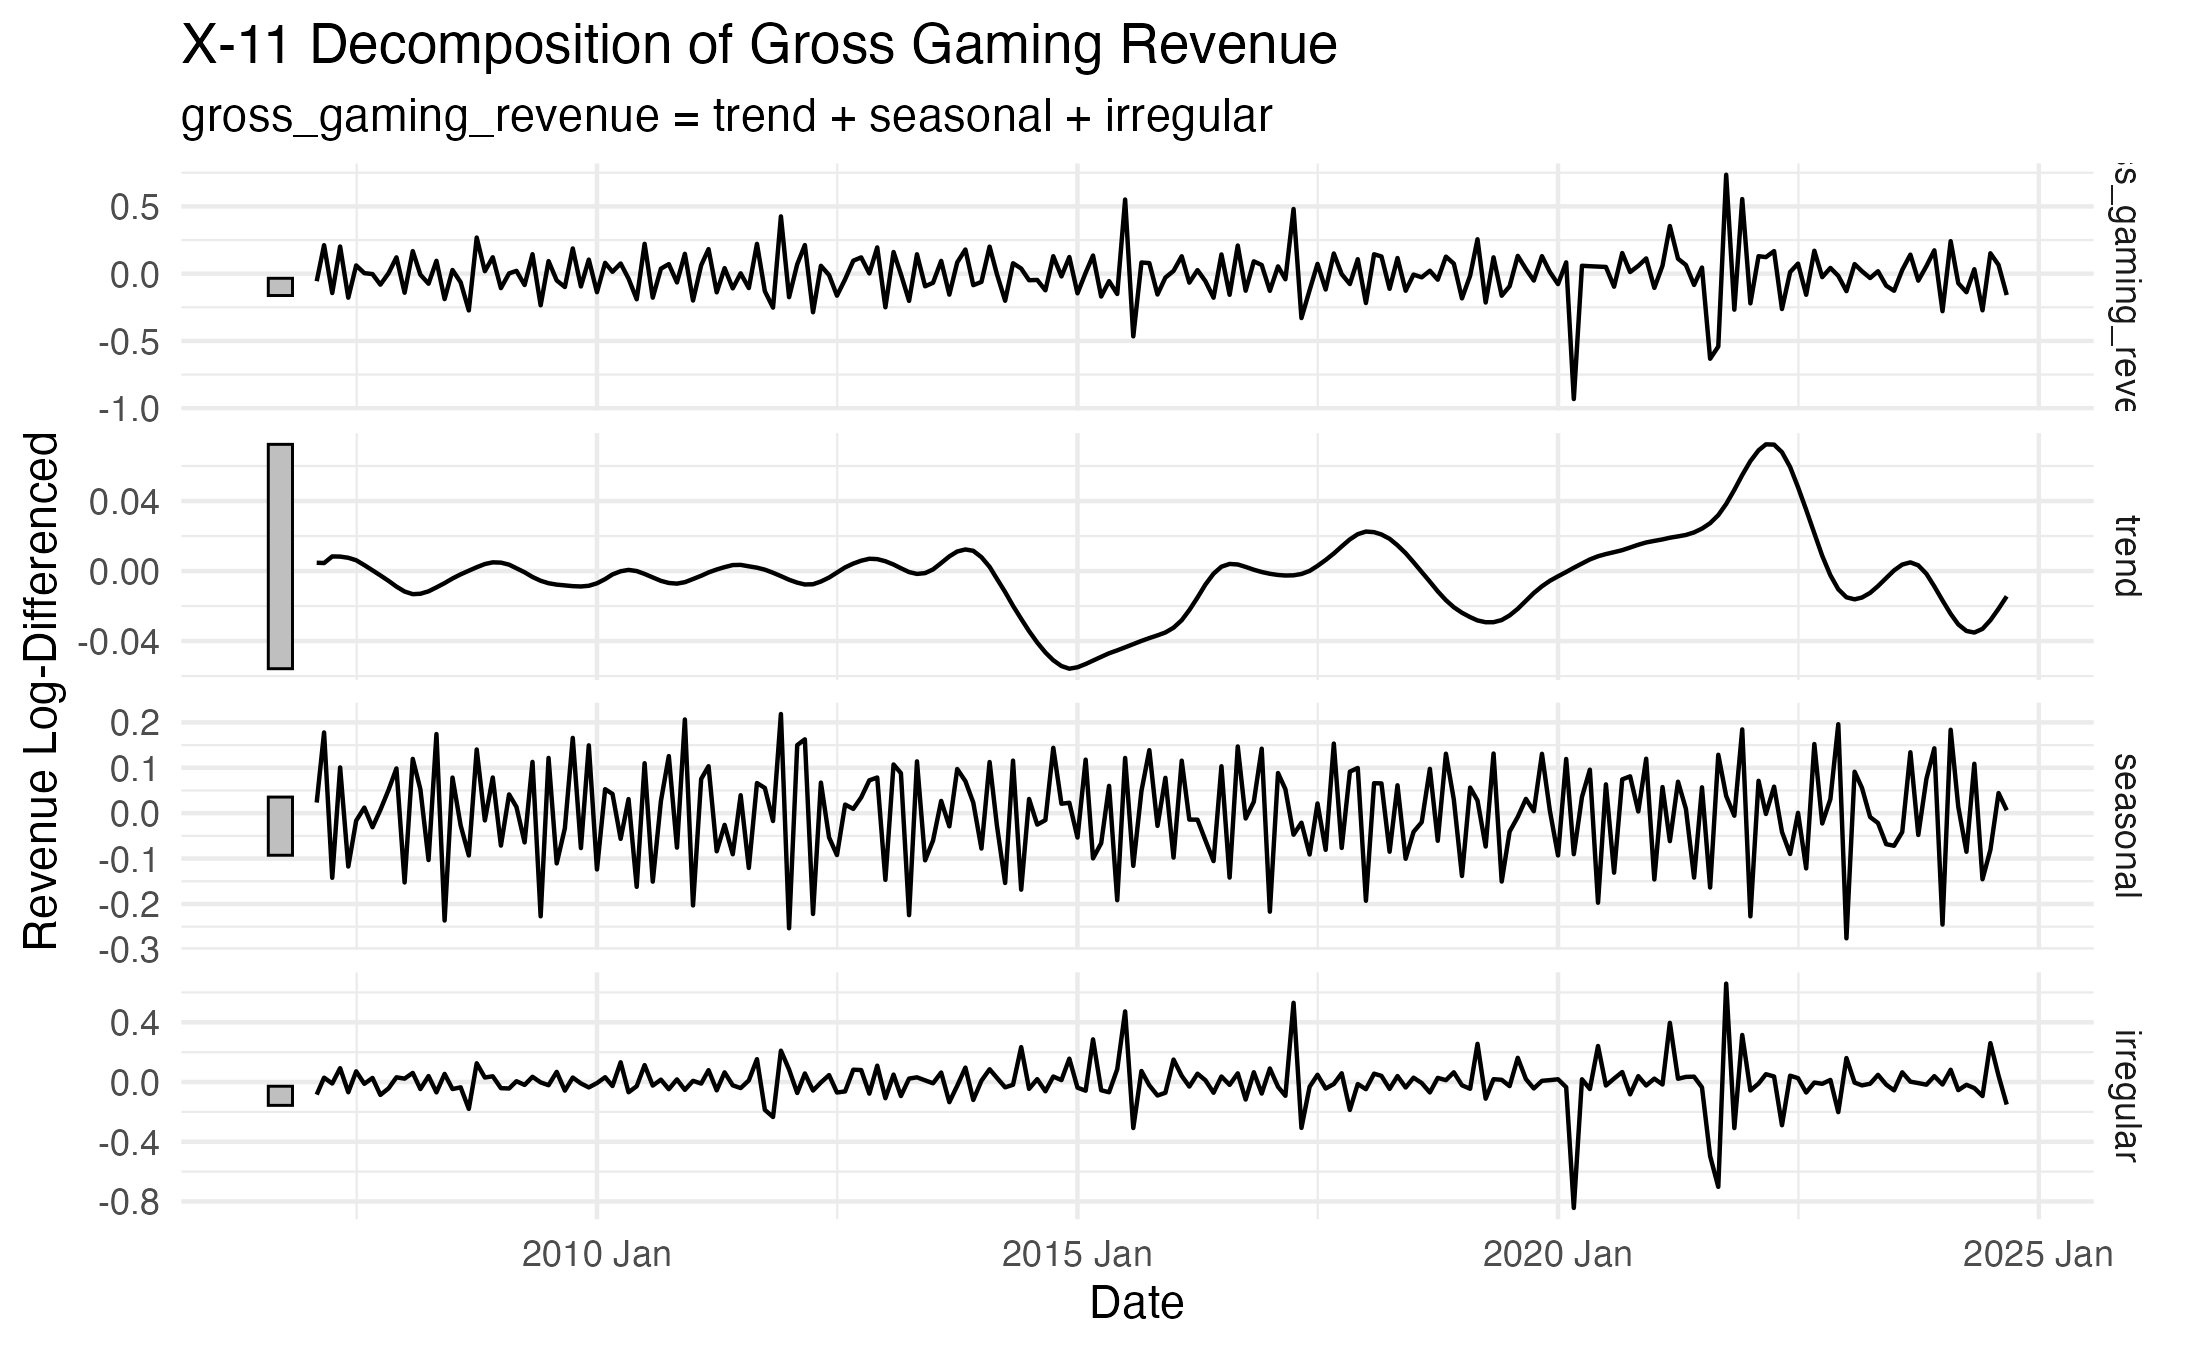 X-11 Decomposition of Gross Gaming Revenue
gross_gaming_revenue = trend + seasonal + irregular
Revenue Log-Differenced
0.5
0.0
-0.5
-1.0
s_gaming_reve
0.04
0.00
-0.04
trend
0.2
0.1
0.0
-0.1
-0.2
-0.3
seasonal
0.4
0.0
-0.4
-0.8
irregular
2010 Jan
2015 Jan
2020 Jan
2025 Jan
Date